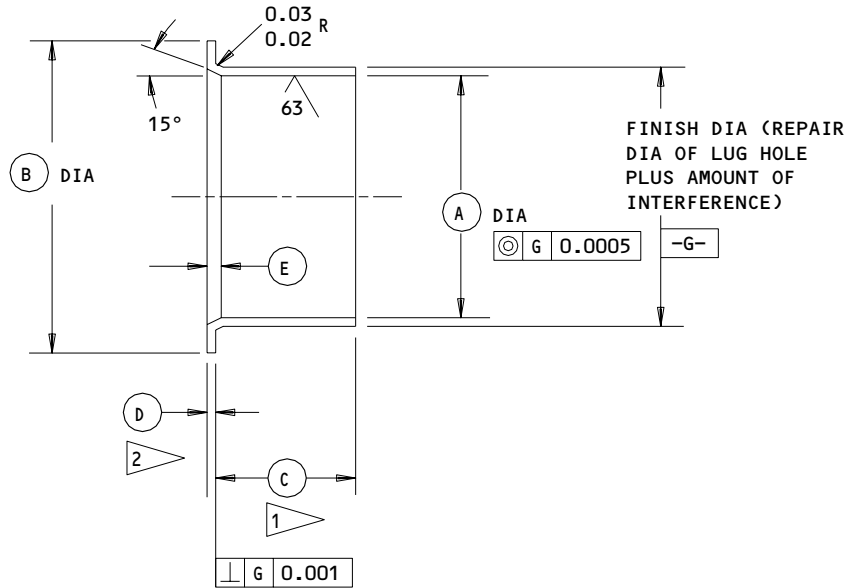 0.03
0.02 R
15°
63
B DIA
FINISH DIA (REPAIR
DIA OF LUG HOLE
PLUS AMOUNT OF
INTERFERENCE)
A DIA
◎ G 0.0005
-G-
E
D
2
C
1
⊥ G 0.001